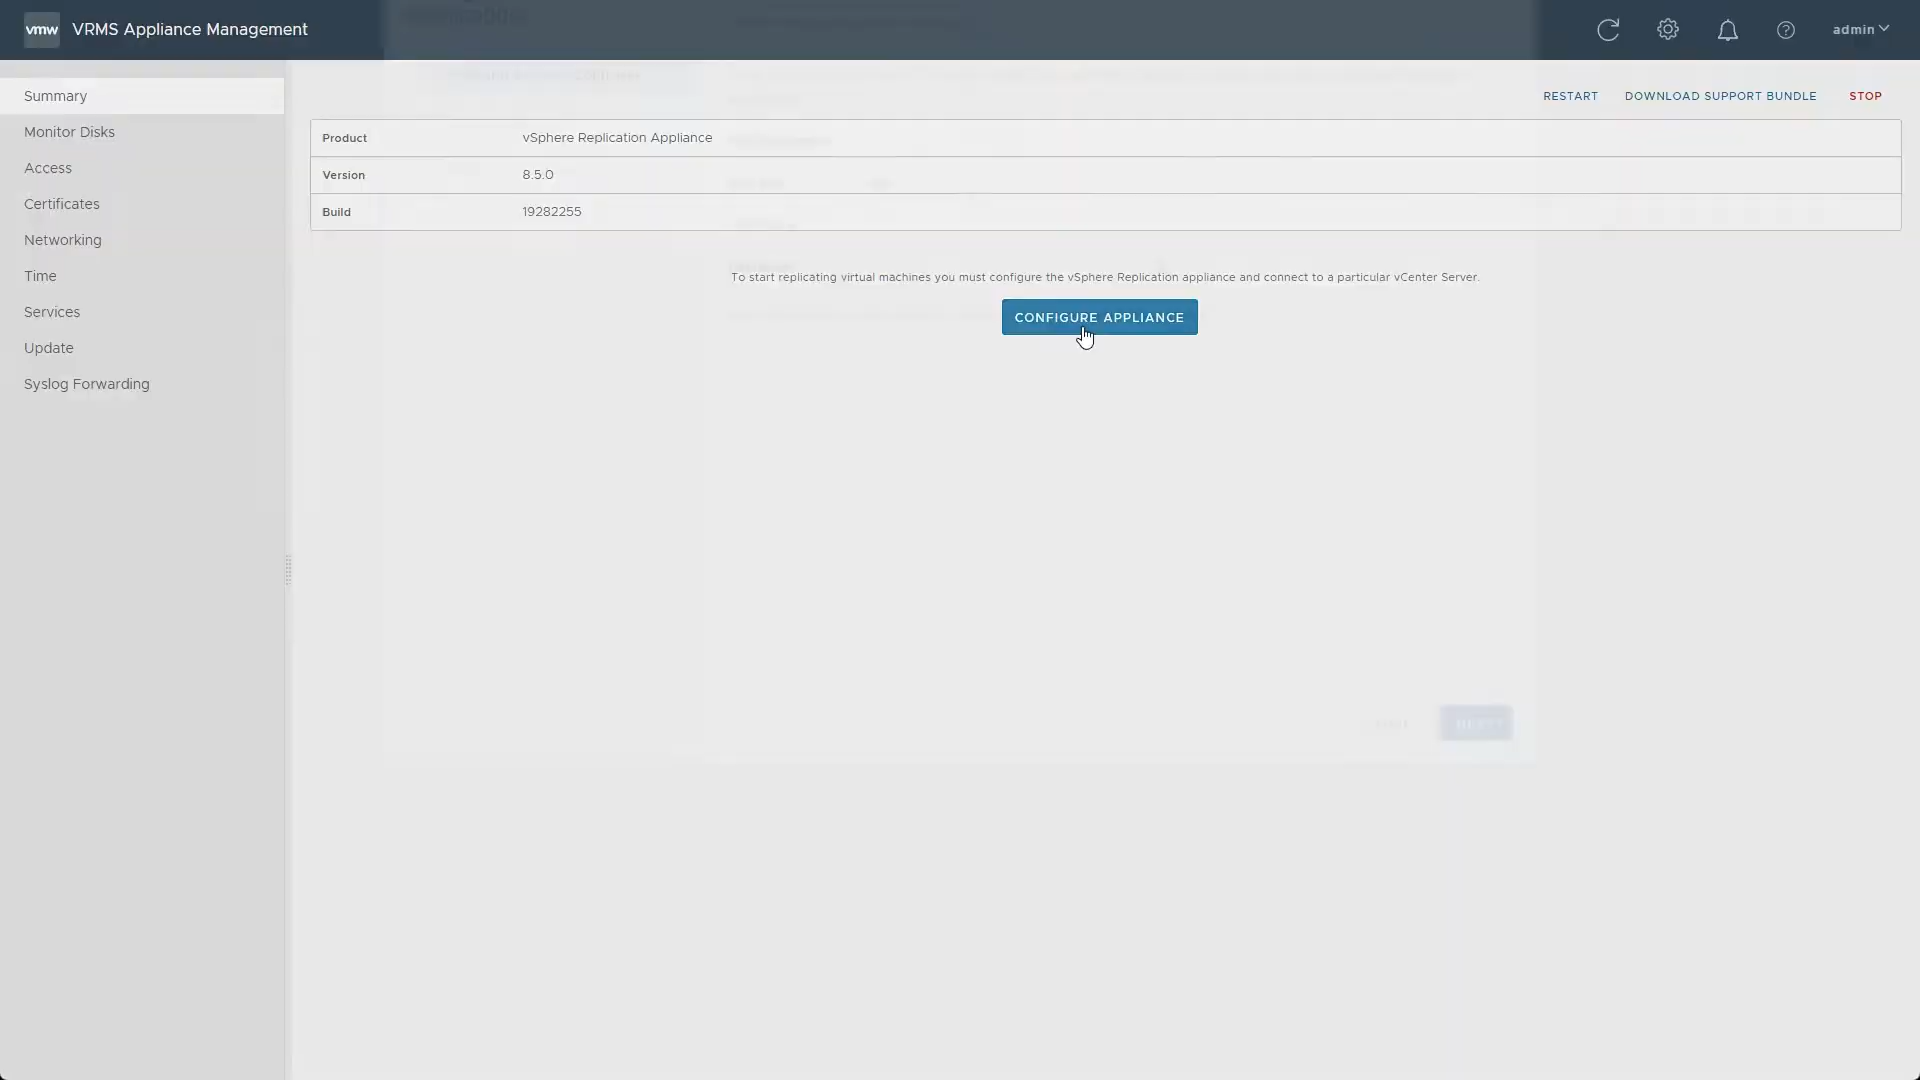 vmw VRMS Appliance Management
admin
Summary
Monitor Disks
Access
Certificates
Networking
Time
Services
Update
Syslog Forwarding
RESTART DOWNLOAD SUPPORT BUNDLE STOP
Product vSphere Replication Appliance
Version 8.5.0
Build 19282255
To start replicating virtual machines you must configure the vSphere Replication appliance and connect to a particular vCenter Server.
CONFIGURE APPLIANCE
NEXT